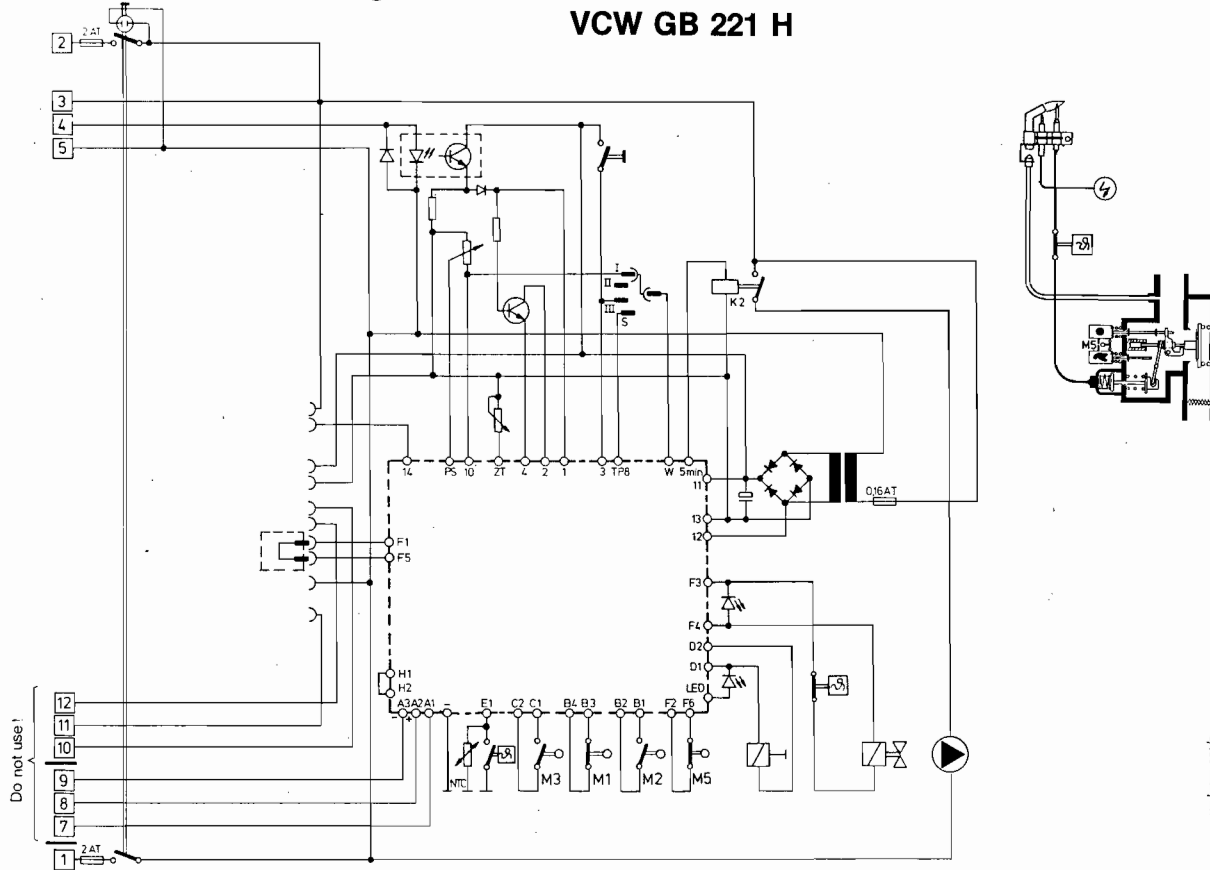 VCW GB 221 H
2 AT
2
3
4
5
I
II
III
S
K2
M5
14
PS
10
2T
4
2
1
3
TP8
W
5min
11
0,16AT
13
12
F1
F5
F3
F4
D2
D1
LED
H1
H2
A3
A2
A1
-
+
–
E1
C2
C1
B4
B3
B2
B1
F2
F6
NTC
ϑ
M3
M1
M2
M5
ϑ
ϑ
Do not use!
12
11
10
9
8
7
1
2 AT